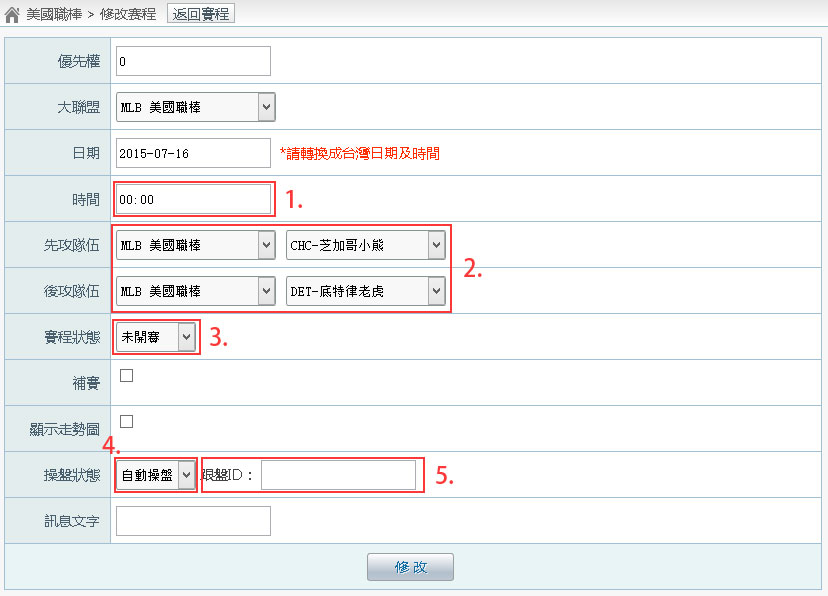 美國職棒 > 修改賽程 返回賽程
優先權 0
大聯盟 MLB 美國職棒
日期 2015-07-16 *請轉換成台灣日期及時間
時間 00:00 1.
先攻隊伍 MLB 美國職棒 CHC-芝加哥小熊
2.
後攻隊伍 MLB 美國職棒 DET-底特律老虎
賽程狀態 未開賽 3.
補賽
顯示走勢圖
4.
操盤狀態 自動操盤 跟盤ID： 5.
訊息文字
修改